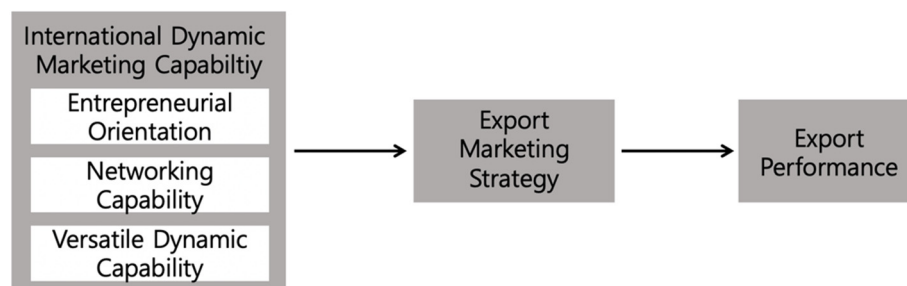 International Dynamic
Marketing Capabiltiy
Entrepreneurial
Orientation
Networking
Capability
Versatile Dynamic
Capability
Export
Marketing
Strategy
Export
Performance